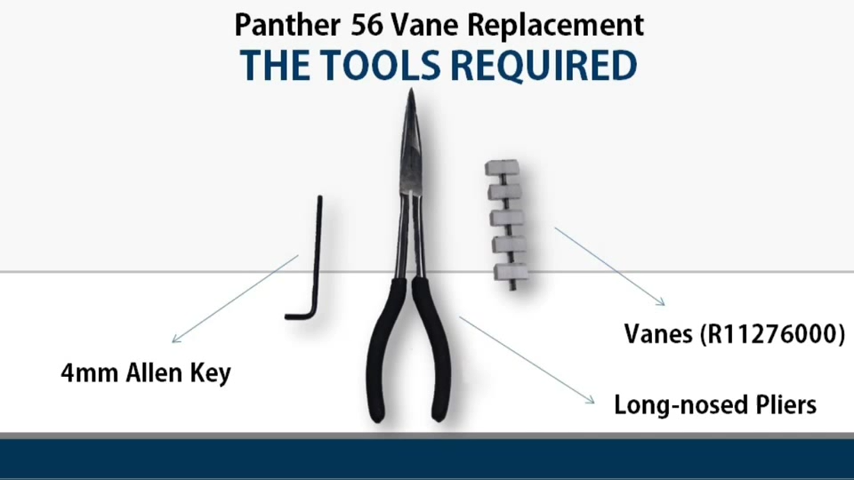 Panther 56 Vane Replacement
THE TOOLS REQUIRED
Vanes (R11276000)
4mm Allen Key
Long-nosed Pliers